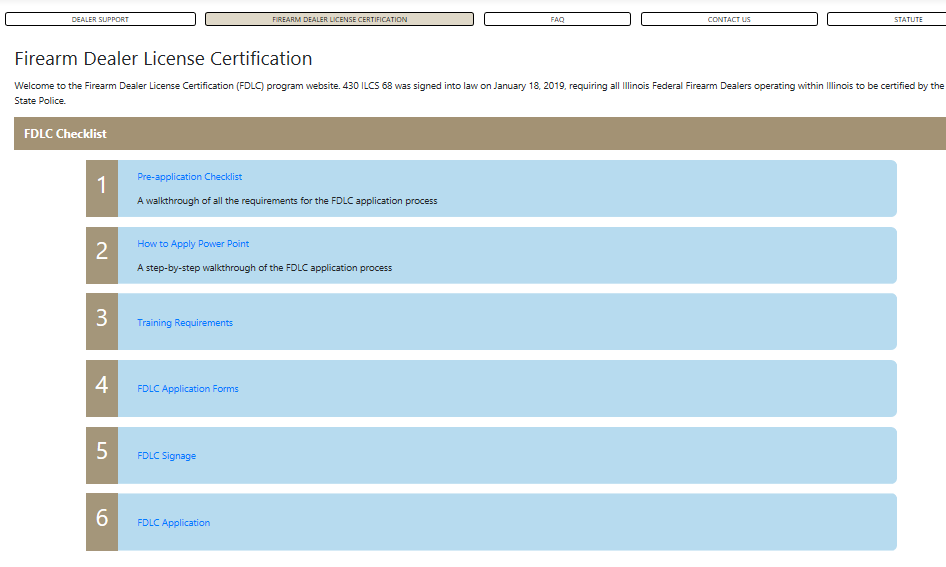 DEALER SUPPORT
FIREARM DEALER LICENSE CERTIFICATION
FAQ
CONTACT US
STATUTE
Firearm Dealer License Certification
Welcome to the Firearm Dealer License Certification (FDLC) program website. 430 ILCS 68 was signed into law on January 18, 2019, requiring all Illinois Federal Firearm Dealers operating within Illinois to be certified by the
State Police.
FDLC Checklist
1
Pre-application Checklist
A walkthrough of all the requirements for the FDLC application process
2
How to Apply Power Point
A step-by-step walkthrough of the FDLC application process
3
Training Requirements
4
FDLC Application Forms
5
FDLC Signage
6
FDLC Application